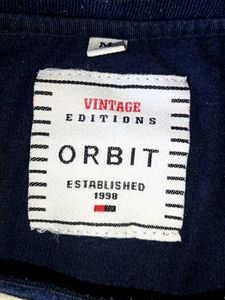 M
VINTAGE
EDITIONS
ORBIT
ESTABLISHED
1998